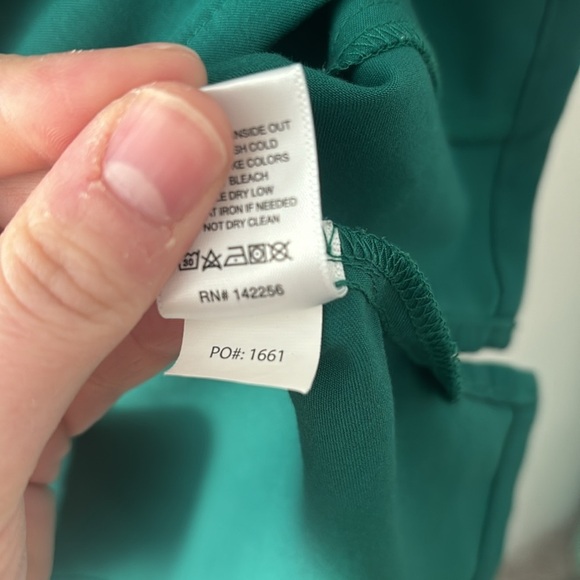 NSIDE OUT
SH COLD
KE COLORS
BLEACH
E DRY LOW
T IRON IF NEEDED
NOT DRY CLEAN
30
RN# 142256
PO#: 1661